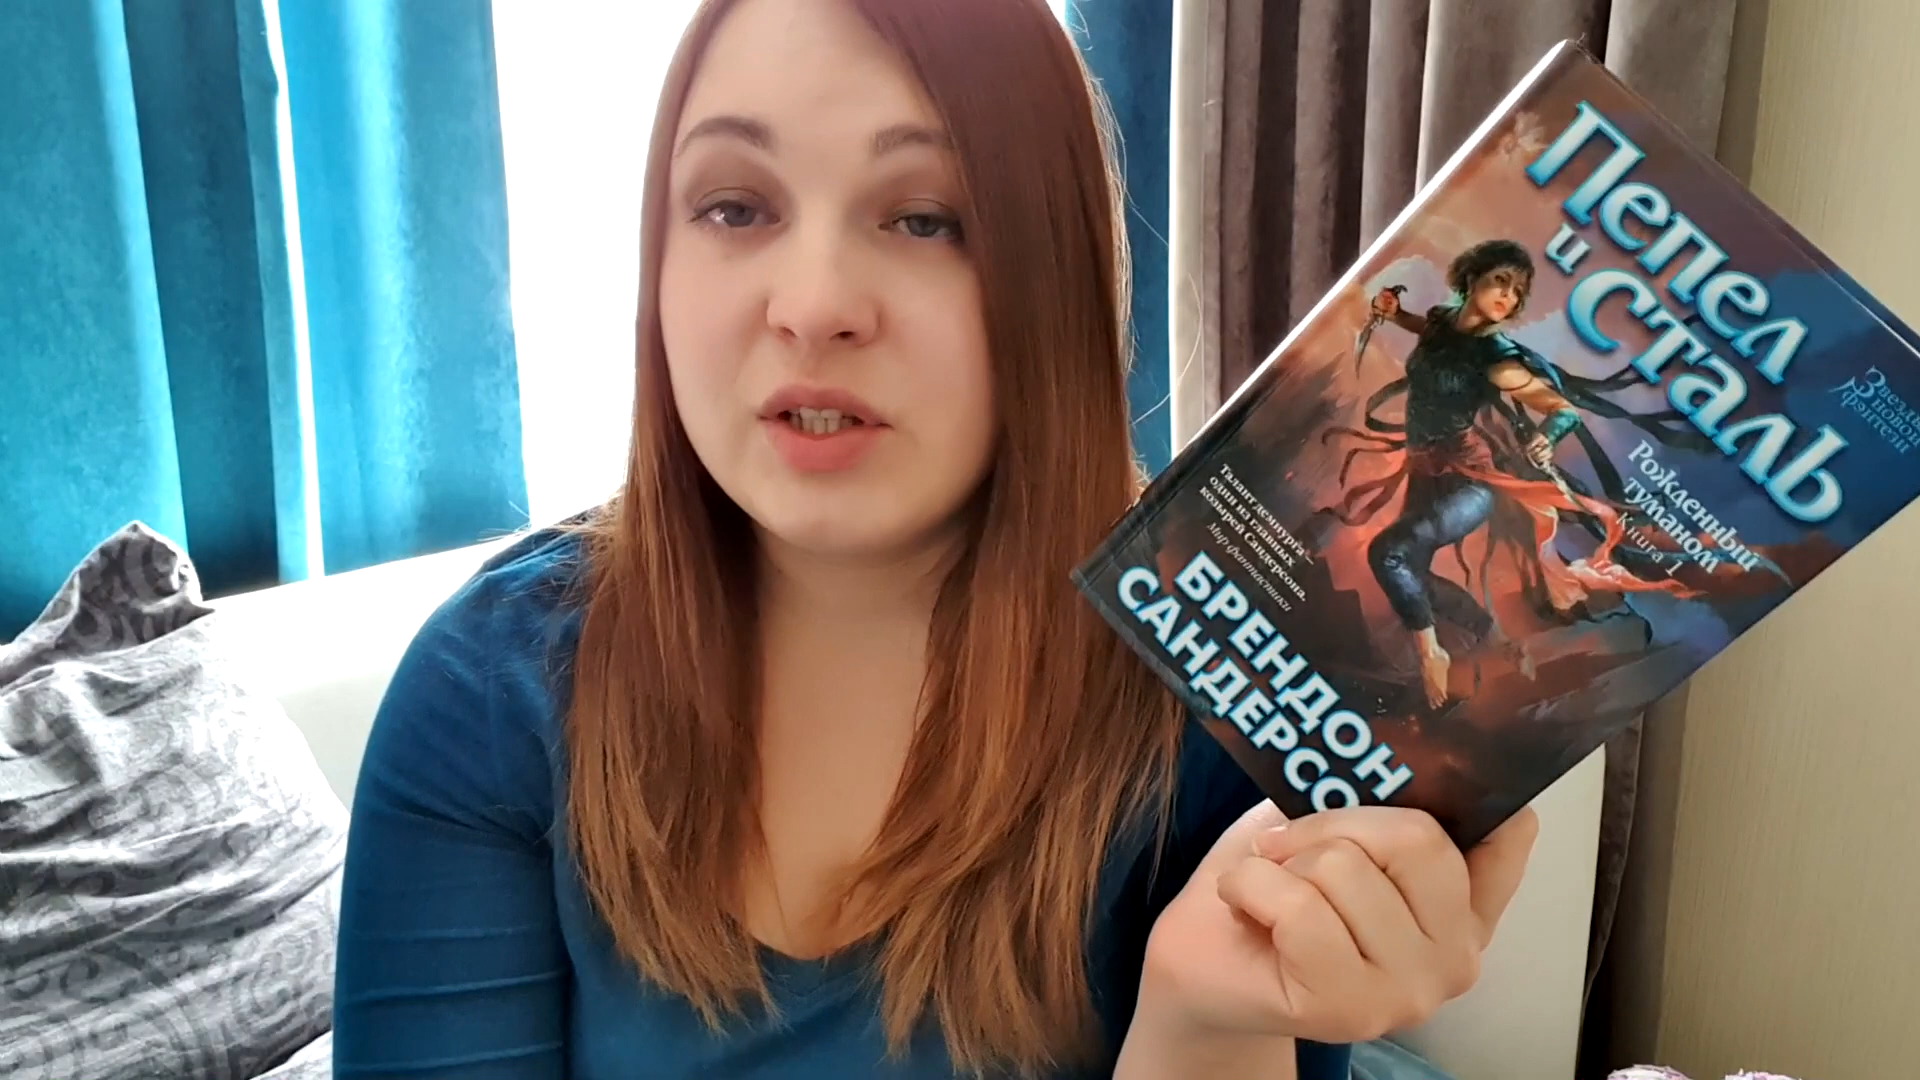 Пепел
и Сталь
Звезды
новой
фэнтези
Рожденный
туманом
Книга 1
Талант демиурга –
один из главных
козырей Сандерсона.
Мир фантастики
БРЕНДОН
САНДЕРСО